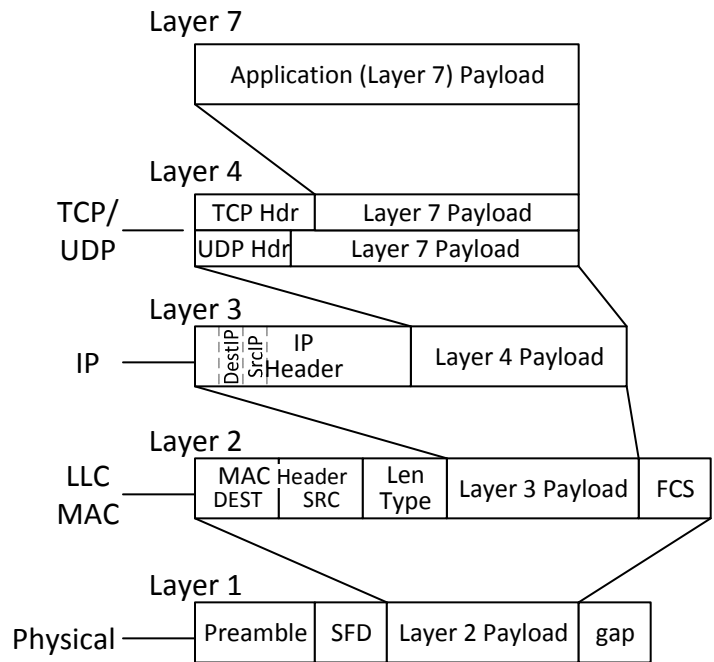 Layer 7
Application (Layer 7) Payload
Layer 4
TCP/
UDP
TCP Hdr
Layer 7 Payload
UDP Hdr
Layer 7 Payload
Layer 3
IP
DestIP
SrcIP
IP
Header
Layer 4 Payload
Layer 2
LLC
MAC
MAC Header
DEST
SRC
Len
Type
Layer 3 Payload
FCS
Layer 1
Physical
Preamble
SFD
Layer 2 Payload
gap